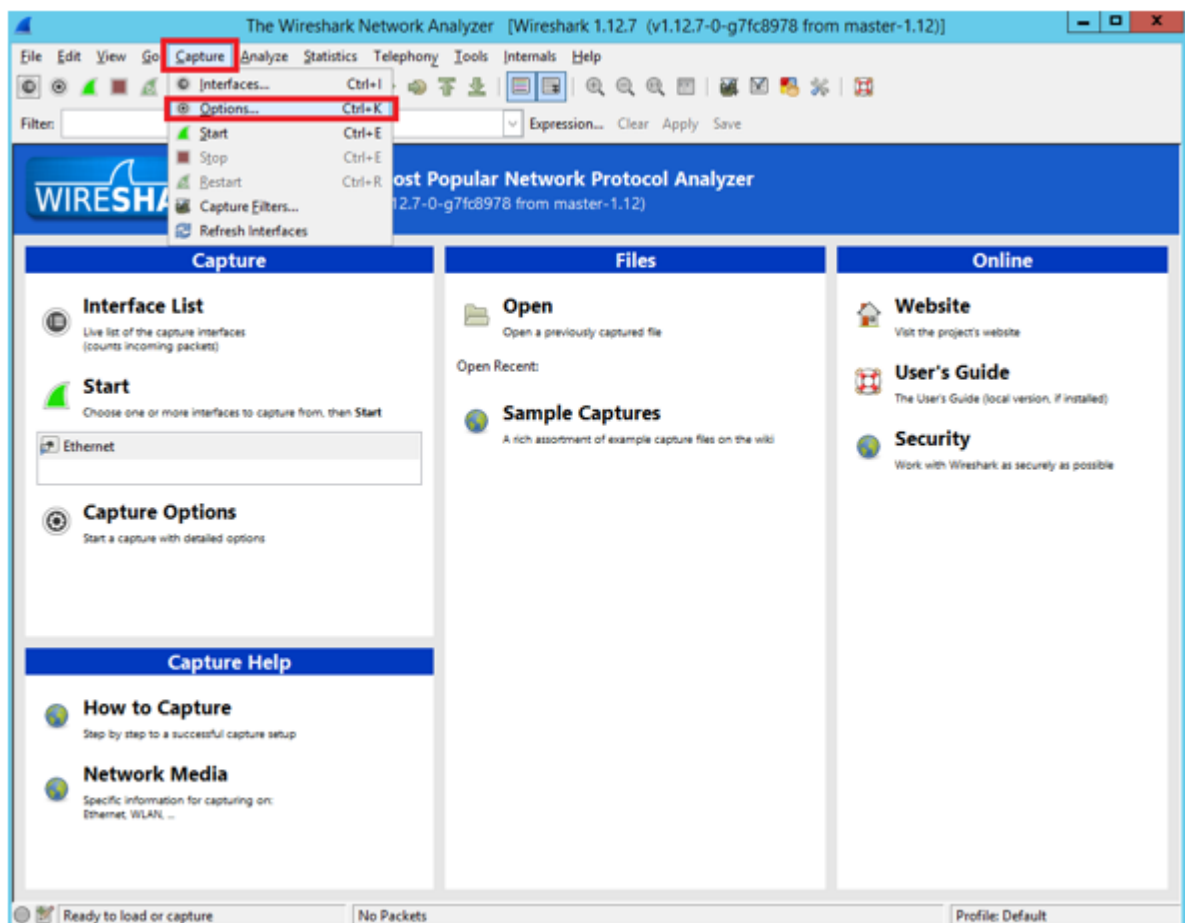 The Wireshark Network Analyzer [Wireshark 1.12.7 (v1.12.7-0-g7fc8978 from master-1.12)]
File Edit View Go Capture Analyze Statistics Telephony Tools Internals Help
Interfaces... Ctrl+I
Options... Ctrl+K
Start Ctrl+E
Stop Ctrl+E
Restart Ctrl+R
Capture Filters...
Refresh Interfaces
Filter: Expression... Clear Apply Save
WIRESHA
ost Popular Network Protocol Analyzer
12.7-0-g7fc8978 from master-1.12)
Capture
Interface List
Live list of the capture interfaces
(counts incoming packets)
Start
Choose one or more interfaces to capture from, then Start
Ethernet
Capture Options
Start a capture with detailed options
Capture Help
How to Capture
Step by step to a successful capture setup
Network Media
Specific information for capturing on:
Ethernet, WLAN, ...
Files
Open
Open a previously captured file
Open Recent:
Sample Captures
A rich assortment of example capture files on the wiki
Online
Website
Visit the project's website
User's Guide
The User's Guide (local version, if installed)
Security
Work with Wireshark as securely as possible
Ready to load or capture No Packets Profile: Default